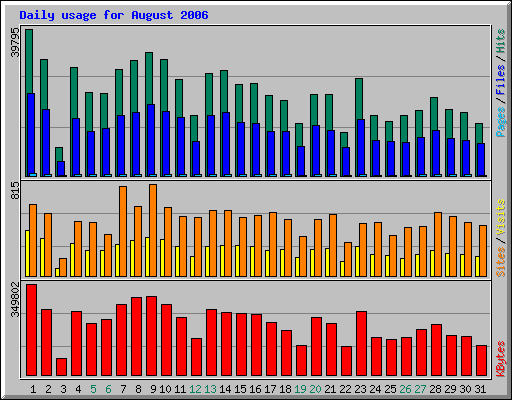 Daily usage for August 2006
39795
Pages / Files / Hits
815
Sites / Visits
349802
KBytes
1 2 3 4 5 6 7 8 9 10 11 12 13 14 15 16 17 18 19 20 21 22 23 24 25 26 27 28 29 30 31